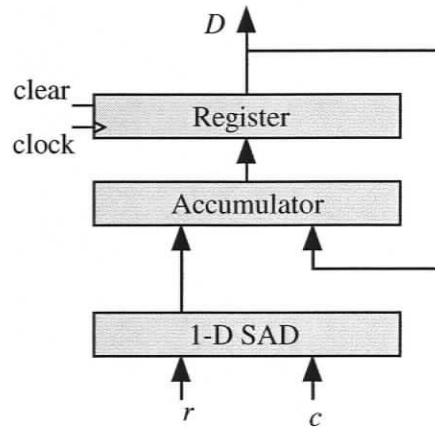 D
clear
Register
clock
Accumulator
1-D SAD
r
c